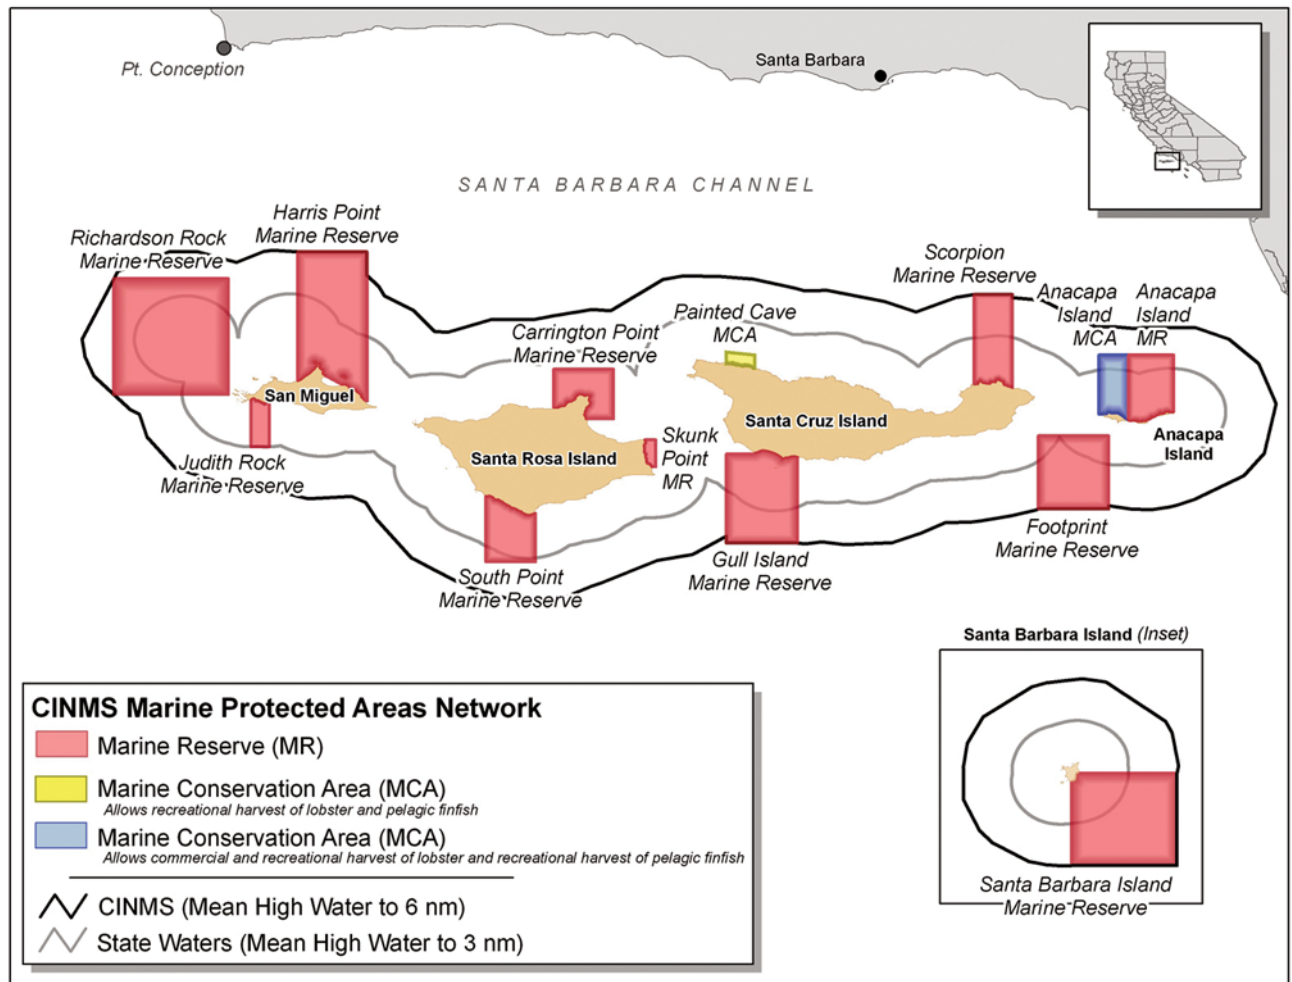 Pt. Conception
Santa Barbara
SANTA BARBARA CHANNEL
Richardson Rock
Marine Reserve
Harris Point
Marine Reserve
Carrington Point
Marine Reserve
Painted Cave
MCA
Scorpion
Marine Reserve
Anacapa
Island
MCA
Anacapa
Island
MR
San Miguel
Judith Rock
Marine Reserve
Santa Rosa Island
Skunk
Point
MR
Santa Cruz Island
Anacapa
Island
South Point
Marine Reserve
Gull Island
Marine Reserve
Footprint
Marine Reserve
Santa Barbara Island (Inset)
Santa Barbara Island
Marine Reserve
CINMS Marine Protected Areas Network
Marine Reserve (MR)
Marine Conservation Area (MCA)
Allows recreational harvest of lobster and pelagic finfish
Marine Conservation Area (MCA)
Allows commercial and recreational harvest of lobster and recreational harvest of pelagic finfish
CINMS (Mean High Water to 6 nm)
State Waters (Mean High Water to 3 nm)